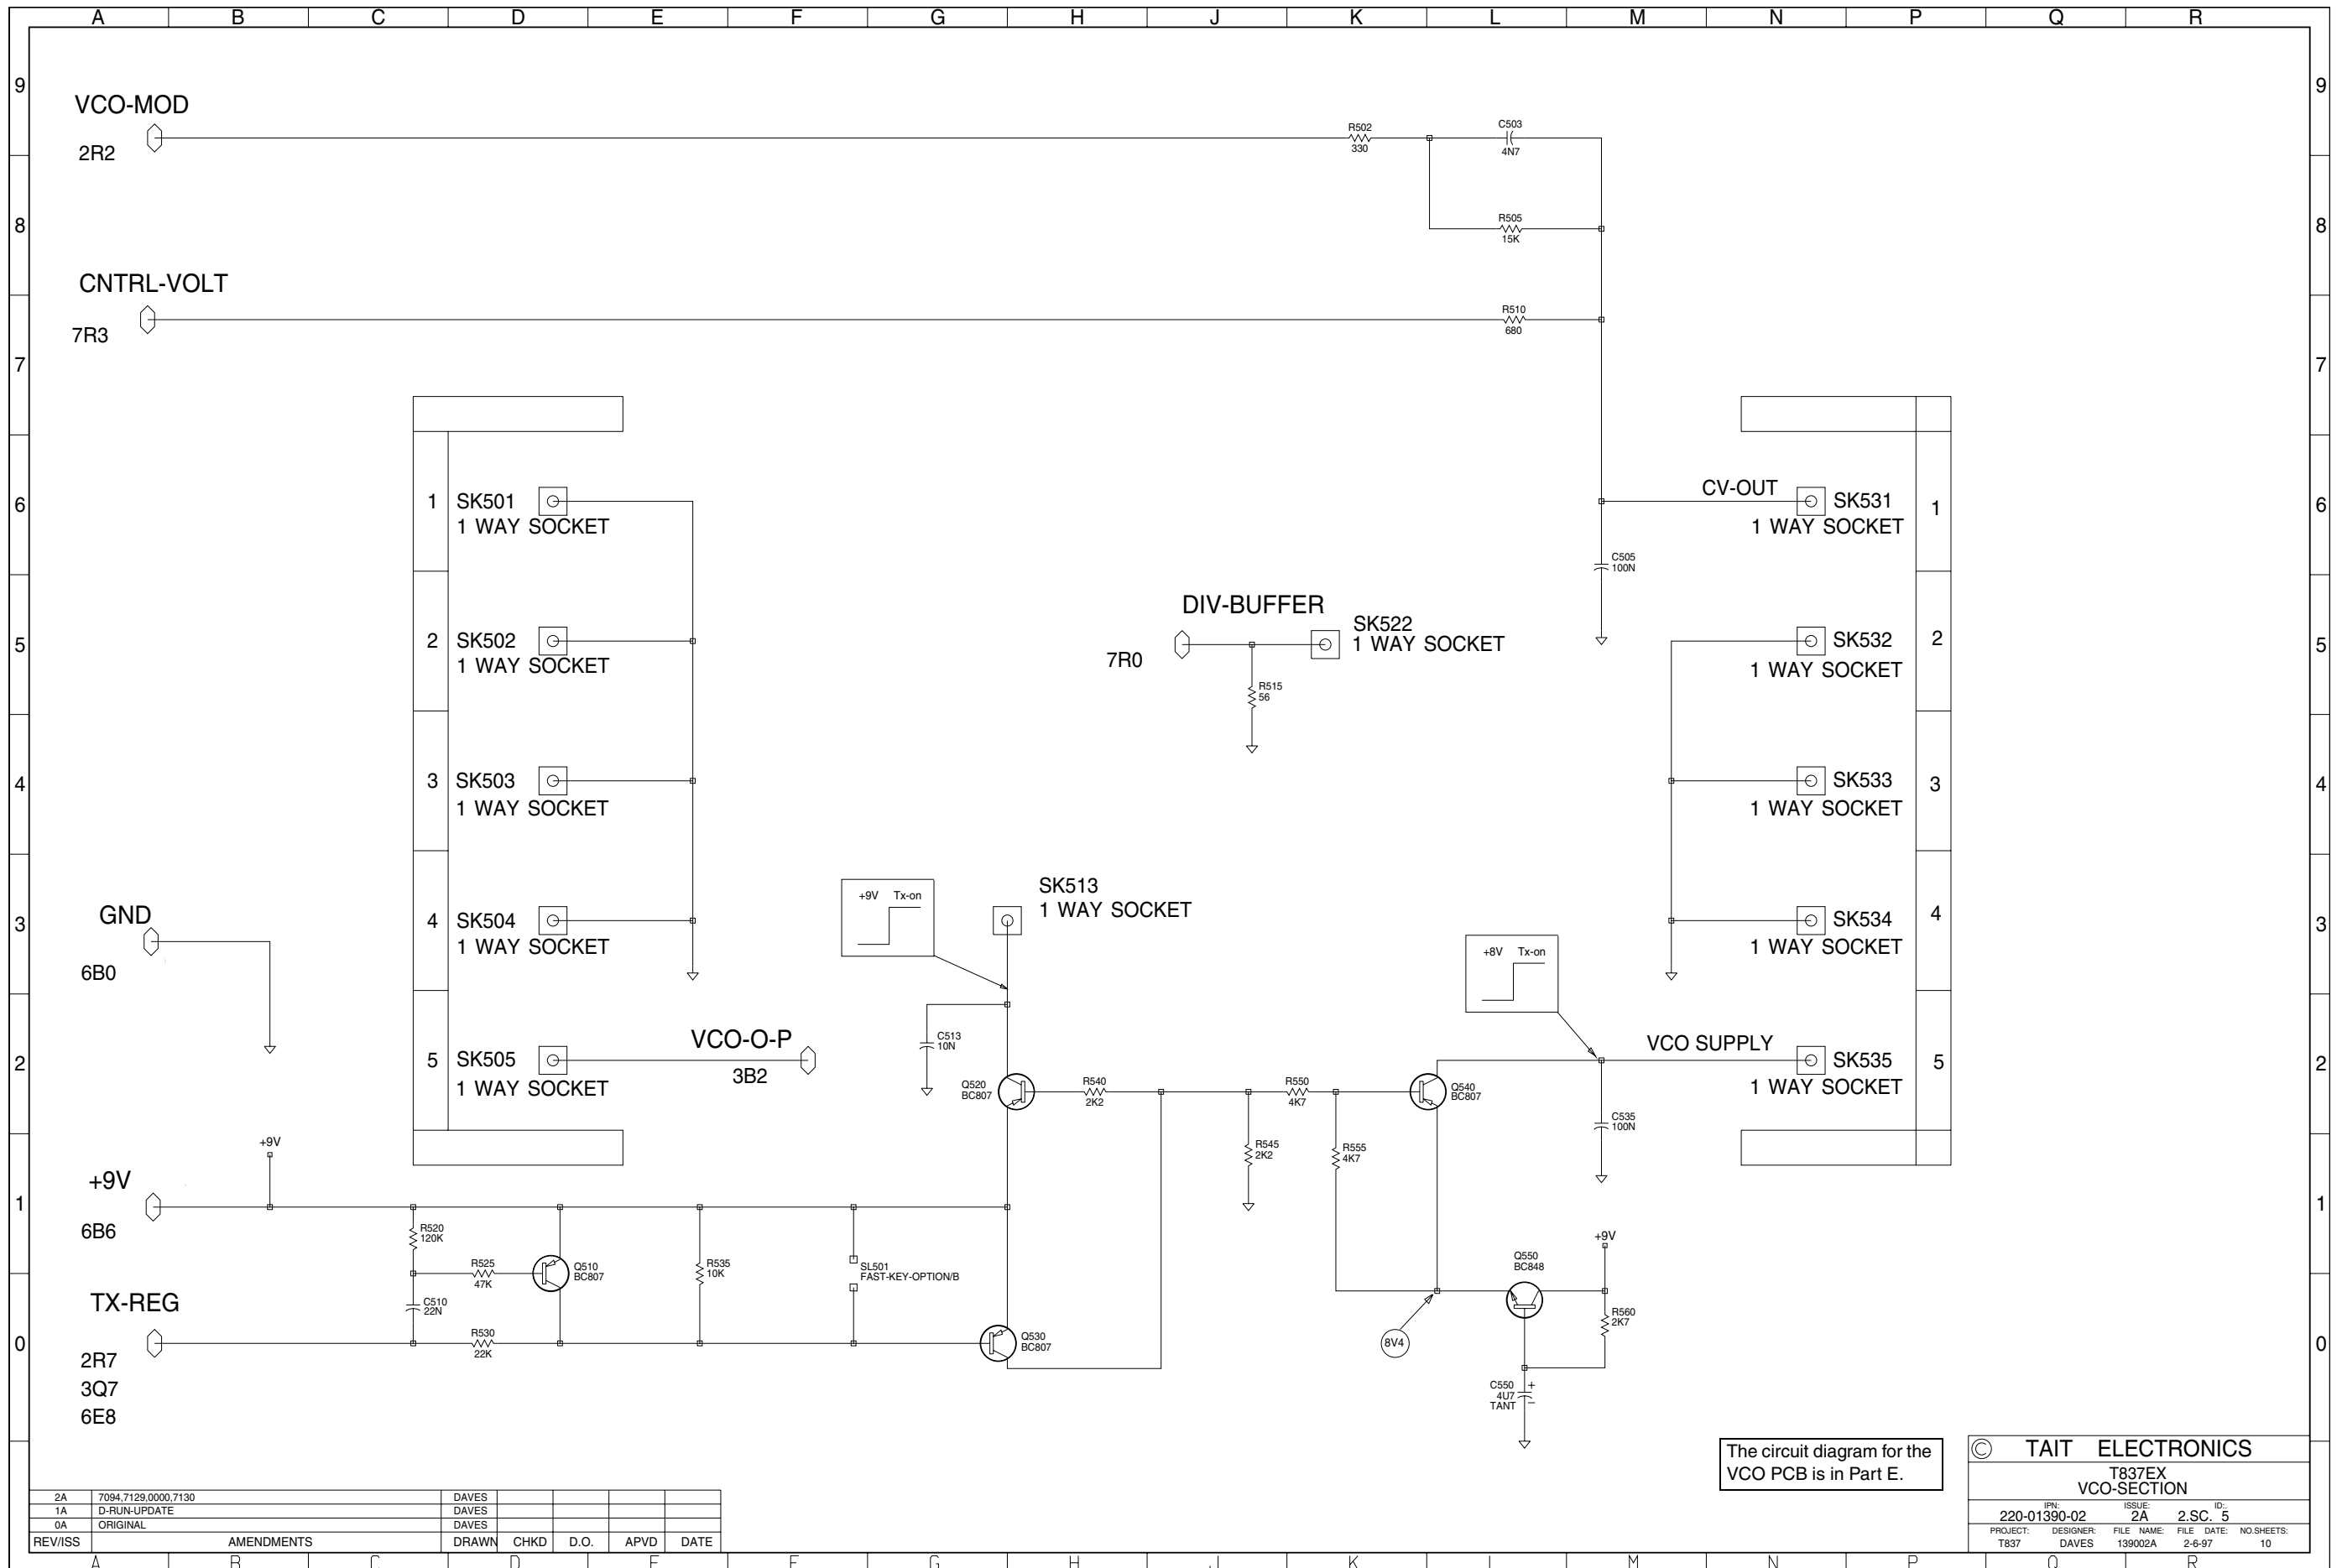 A B C D E F G H J K L M N P Q R
9 9
VCO-MOD
2R2
R502
330
C503
4N7
8 8
R505
15K
CNTRL-VOLT
7R3
R510
680
7 7
6 6
1 SK501
1 WAY SOCKET
CV-OUT
SK531 1
1 WAY SOCKET
C505
100N
5 5
DIV-BUFFER
7R0
SK522
1 WAY SOCKET
R515
56
2 SK502
1 WAY SOCKET
SK532 2
1 WAY SOCKET
4 4
3 SK503
1 WAY SOCKET
SK533 3
1 WAY SOCKET
3 3
GND
6B0
4 SK504
1 WAY SOCKET
+9V Tx-on
SK513
1 WAY SOCKET
+8V Tx-on
SK534 4
1 WAY SOCKET
2 2
5 SK505
1 WAY SOCKET
VCO-O-P
3B2
C513
10N
Q520
BC807
R540
2K2
R550
4K7
Q540
BC807
VCO SUPPLY
SK535 5
1 WAY SOCKET
C535
100N
R545
2K2
R555
4K7
1 1
+9V
+9V
6B6
R520
120K
R525
47K
Q510
BC807
R535
10K
SL501
FAST-KEY-OPTION/B
C510
22N
+9V
Q550
BC848
R560
2K7
0 0
TX-REG
2R7
3Q7
6E8
R530
22K
Q530
BC807
8V4
C550
4U7
TANT
+
−
The circuit diagram for the
VCO PCB is in Part E.
2A 7094,7129,0000,7130 DAVES
1A D-RUN-UPDATE DAVES
0A ORIGINAL DAVES
REV/ISS AMENDMENTS DRAWN CHKD D.O. APVD DATE
© TAIT ELECTRONICS
T837EX
VCO-SECTION
IPN: ISSUE: ID:.
220-01390-02 2A 2.SC. 5
PROJECT: DESIGNER: FILE NAME: FILE DATE: NO.SHEETS:
T837 DAVES 139002A 2-6-97 10
A B C D E F G H J K L M N P Q R